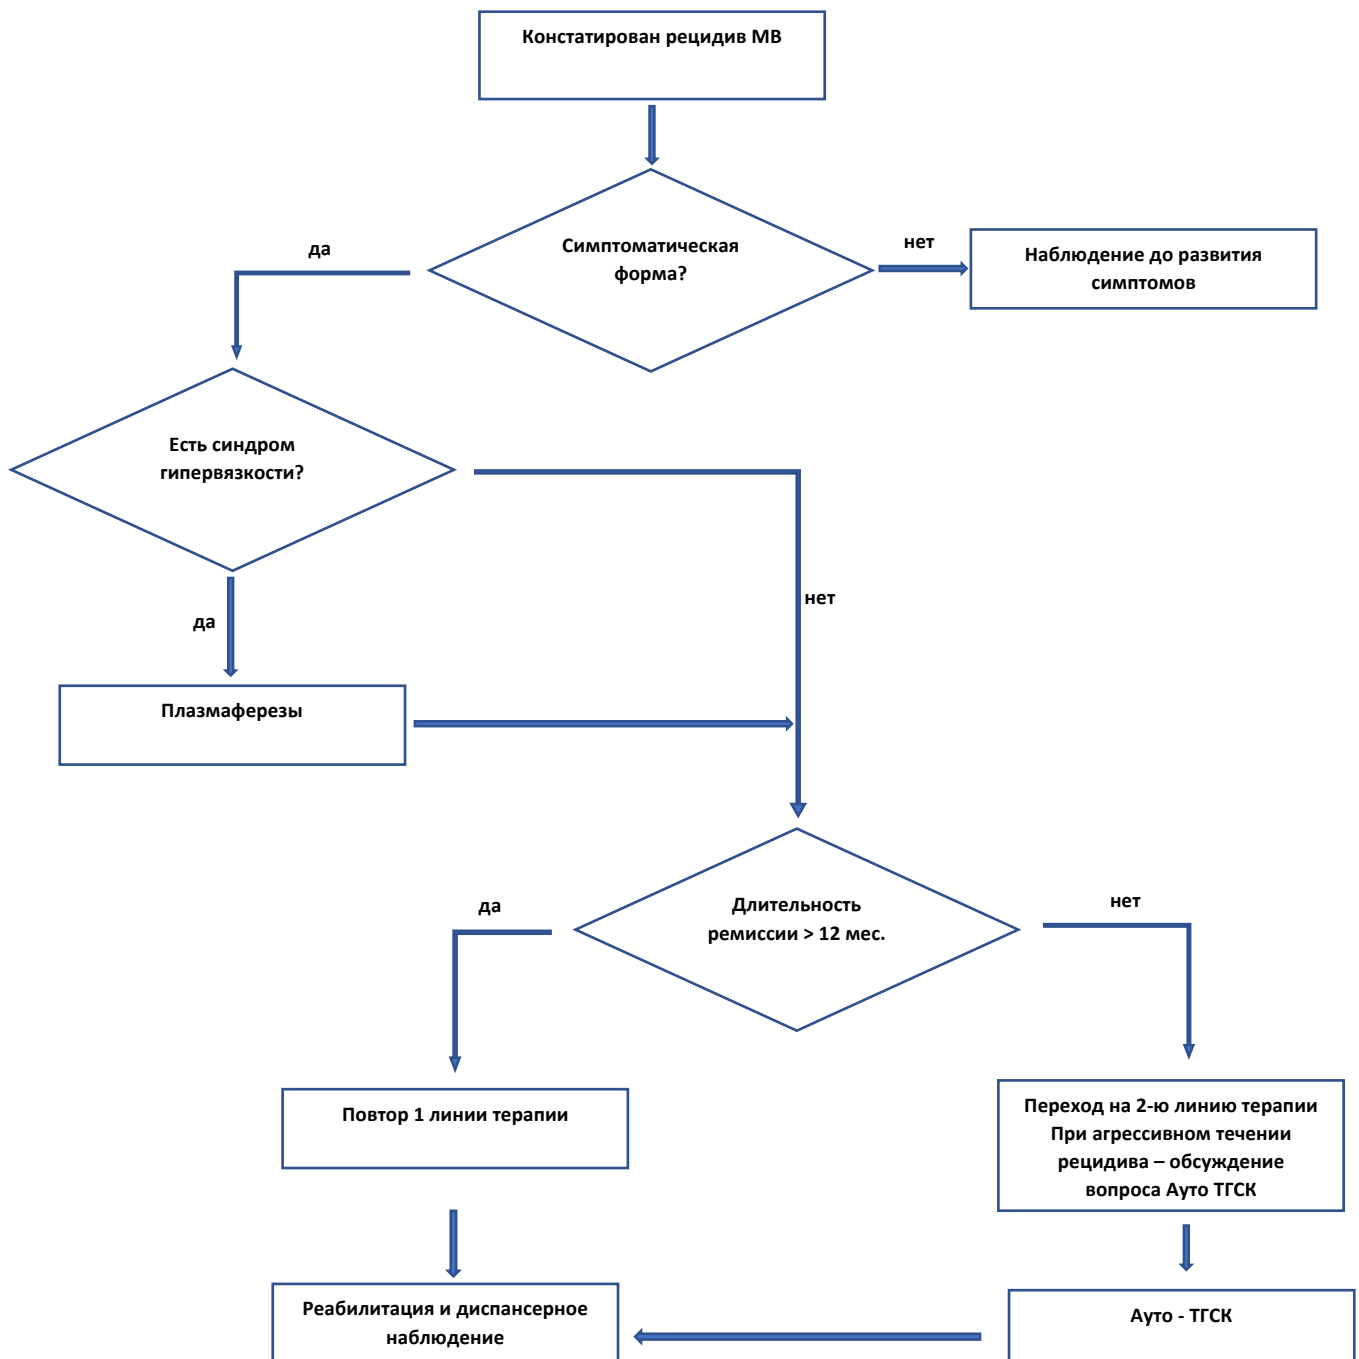 Констатирован рецидив МВ
Симптоматическая
форма?
да
нет
Наблюдение до развития
симптомов
Есть синдром
гипервязкости?
да
нет
Плазмаферезы
Длительность
ремиссии > 12 мес.
да
нет
Повтор 1 линии терапии
Переход на 2-ю линию терапии
При агрессивном течении
рецидива – обсуждение
вопроса Ауто ТГСК
Реабилитация и диспансерное
наблюдение
Ауто - ТГСК